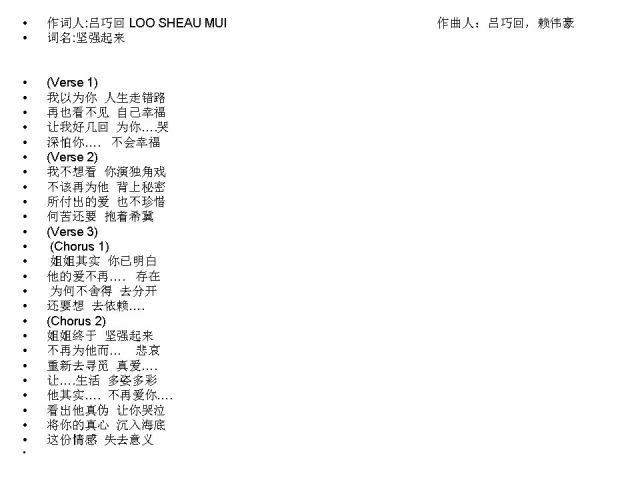 作词人:吕巧回 LOO SHEAU MUI 作曲人：吕巧回，赖伟豪
词名:坚强起来
(Verse 1)
我以为你 人生走错路
再也看不见 自己幸福
让我好几回 为你....哭
深怕你.... 不会幸福
(Verse 2)
我不想看 你演独角戏
不该再为他 背上秘密
所付出的爱 也不珍惜
何苦还要 抱着希冀
(Verse 3)
(Chorus 1)
姐姐其实 你已明白
他的爱不再.... 存在
为何不舍得 去分开
还要想 去依赖....
(Chorus 2)
姐姐终于 坚强起来
不再为他而... 悲哀
重新去寻觅 真爱....
让....生活 多姿多彩
他其实.... 不再爱你....
看出他真伪 让你哭泣
将你的真心 沉入海底
这份情感 失去意义